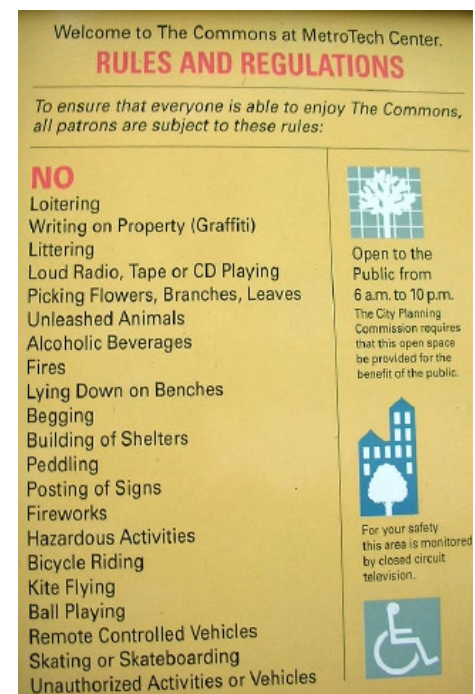 Welcome to The Commons at MetroTech Center.
RULES AND REGULATIONS
To ensure that everyone is able to enjoy The Commons,
all patrons are subject to these rules:
NO
Loitering
Writing on Property (Graffiti)
Littering
Loud Radio, Tape or CD Playing
Picking Flowers, Branches, Leaves
Unleashed Animals
Alcoholic Beverages
Fires
Lying Down on Benches
Begging
Building of Shelters
Peddling
Posting of Signs
Fireworks
Hazardous Activities
Bicycle Riding
Kite Flying
Ball Playing
Remote Controlled Vehicles
Skating or Skateboarding
Unauthorized Activities or Vehicles
Open to the
Public from
6 a.m. to 10 p.m.
The City Planning
Commission requires
that this open space
be provided for the
benefit of the public.
For your safety
this area is monitored
by closed circuit
television.